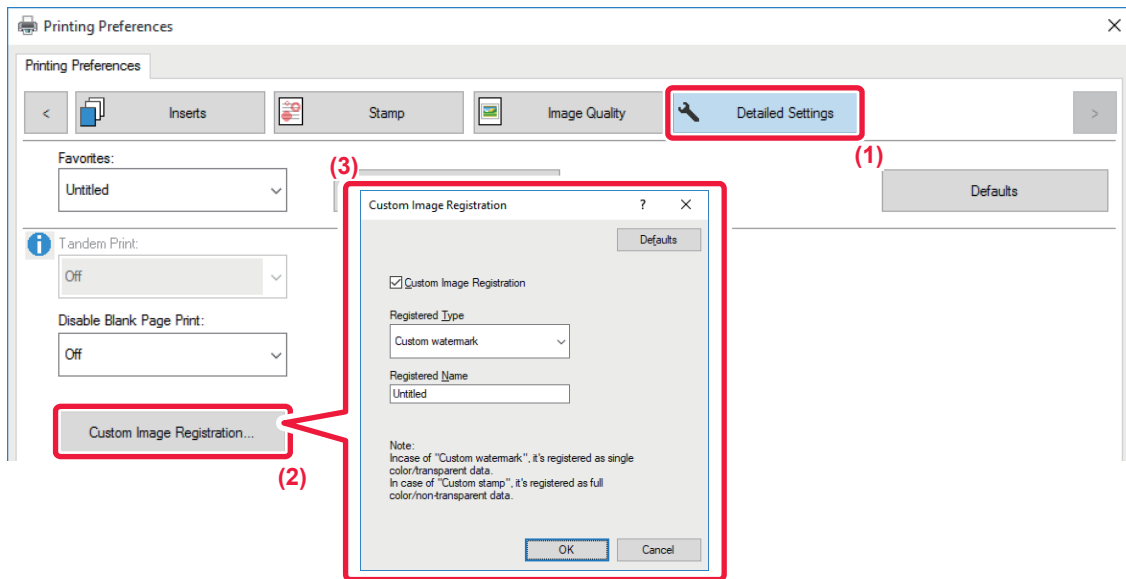 Printing Preferences
Printing Preferences
<
Inserts
Stamp
Image Quality
Detailed Settings
>
(1)
Favorites:
Untitled
Defaults
Tandem Print:
Off
Disable Blank Page Print:
Off
Custom Image Registration...
(2)
(3)
Custom Image Registration
?
Defaults
Custom Image Registration
Registered Type
Custom watermark
Registered Name
Untitled
Note:
Incase of "Custom watermark", it's registered as single
color/transparent data.
In case of "Custom stamp", it's registered as full
color/non-transparent data.
OK
Cancel